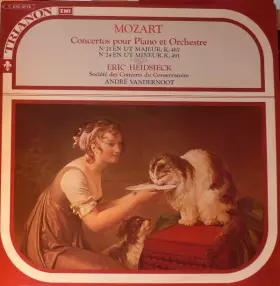 TRIANON EMI
MOZART
Concertos pour Piano et Orchestre
N° 21 EN UT MAJEUR, K. 467
N° 24 EN UT MINEUR, K. 491
ERIC HEIDSIECK
Société des Concerts du Conservatoire
ANDRÉ VANDERNOOT